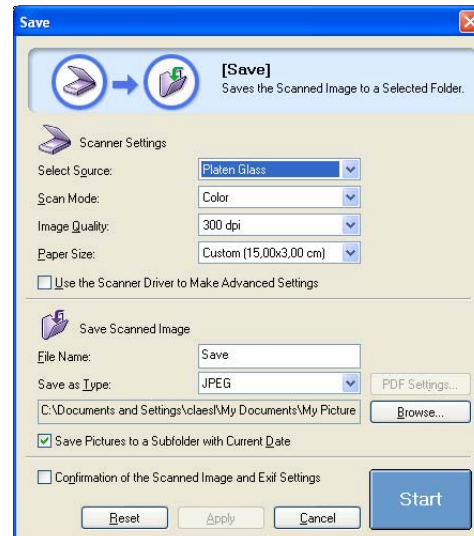 Save
[Save]
Saves the Scanned Image to a Selected Folder.
Scanner Settings
Select Source: Platen Glass
Scan Mode: Color
Image Quality: 300 dpi
Paper Size: Custom (15,00x3,00 cm)
Use the Scanner Driver to Make Advanced Settings
Save Scanned Image
File Name: Save
Save as Type: JPEG PDF Settings...
C:\Documents and Settings\claesl\My Documents\My Picture Browse...
Save Pictures to a Subfolder with Current Date
Confirmation of the Scanned Image and Exif Settings
Start
Reset Apply Cancel